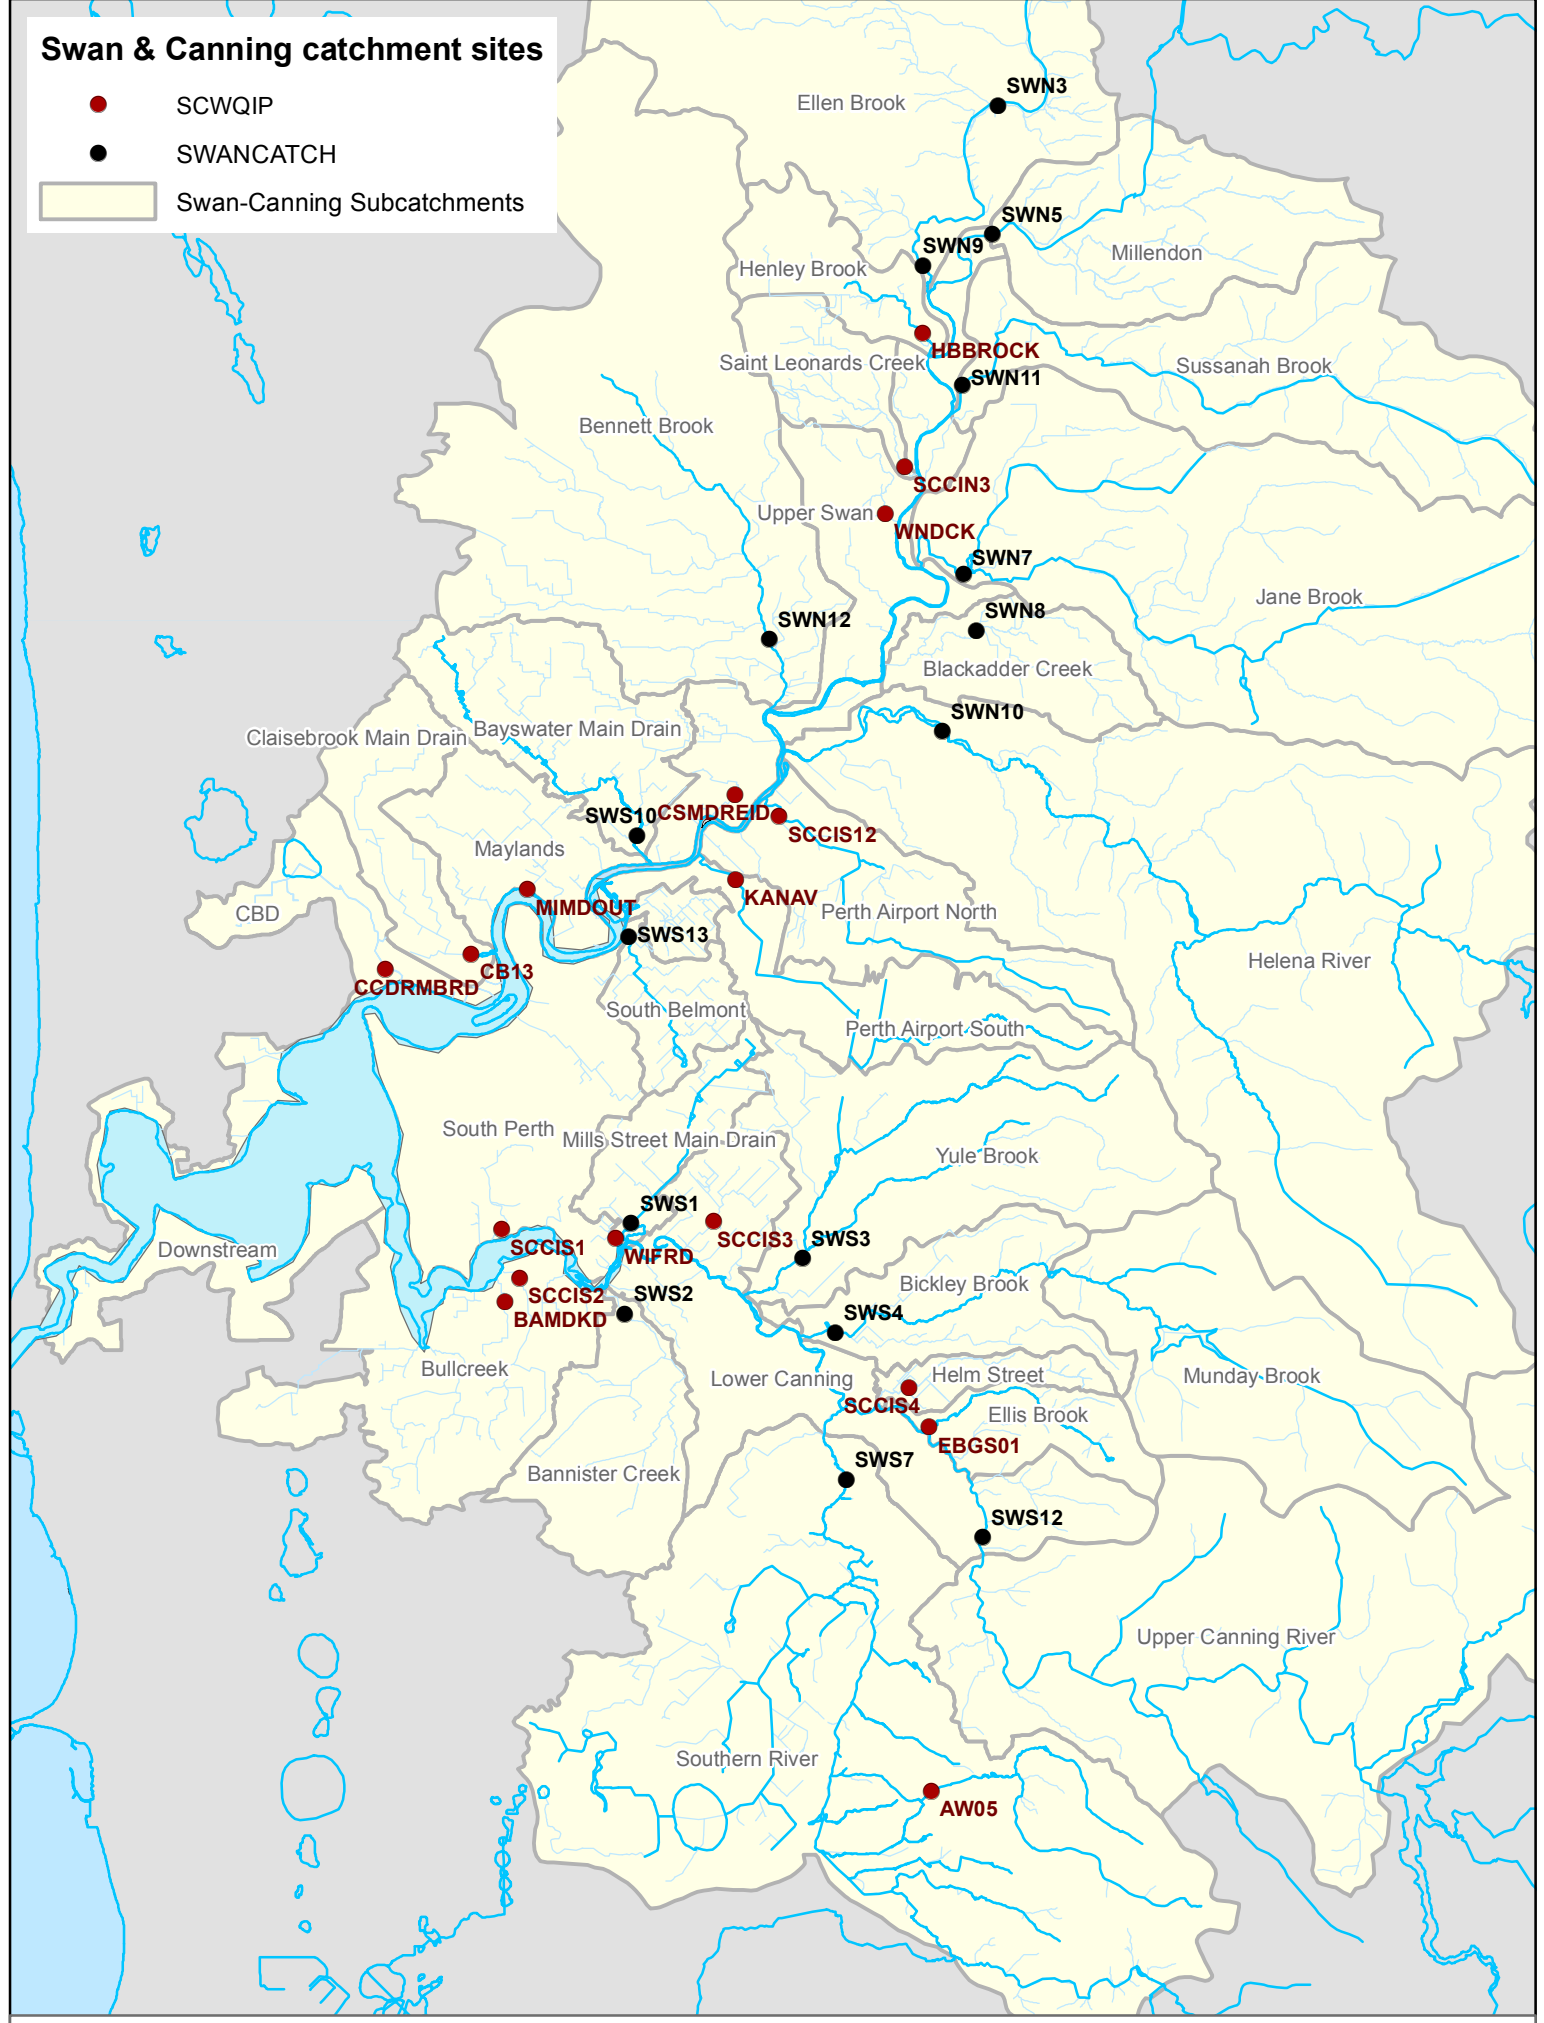 Swan & Canning catchment sites
SCWQIP
SWANCATCH
Swan-Canning Subcatchments
SWN3
Ellen Brook
SWN5
SWN9
Millendon
Henley Brook
HBBROCK
Saint Leonards Creek
Sussanah Brook
SWN11
Bennett Brook
SCCIN3
Upper Swan
WNDCK
SWN7
Jane Brook
SWN8
SWN12
Blackadder Creek
SWN10
Bayswater Main Drain
Claisebrook Main Drain
CSMDREID
SWS10
SCCIS12
Maylands
KANAV
MIMDOUT
CBD
Perth Airport North
SWS13
Helena River
CB13
CCDRMBRD
South Belmont
Perth Airport South
South Perth
Mills Street Main Drain
Yule Brook
SWS1
SCCIS3
SWS3
SCCIS1
WIFRD
Downstream
Bickley Brook
SCCIS2
SWS2
SWS4
BAMDKD
Bullcreek
Lower Canning
Helm Street
Munday Brook
SCCIS4
Ellis Brook
EBGS01
SWS7
Bannister Creek
SWS12
Upper Canning River
Southern River
AW05